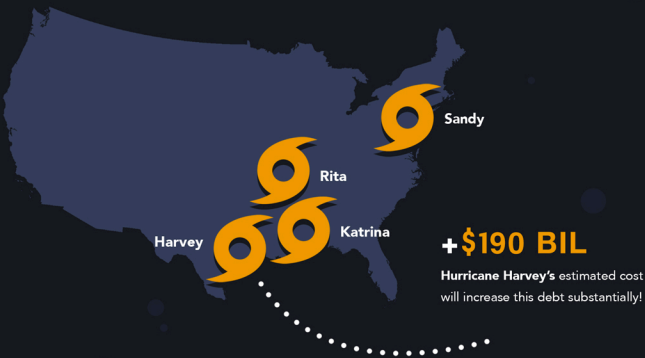 Sandy
Rita
Katrina
Harvey
+$190 BIL
Hurricane Harvey's estimated cost
will increase this debt substantially!